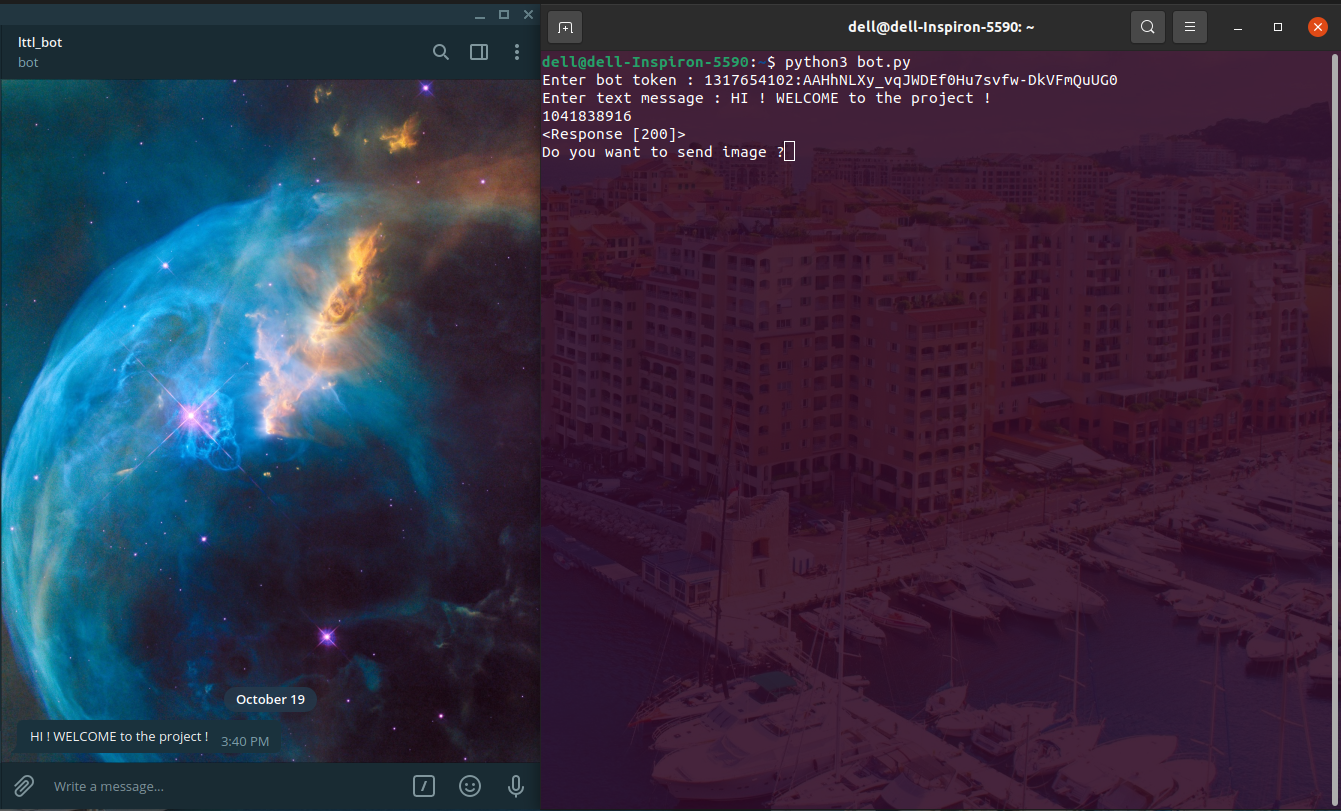 lttl_bot
bot
October 19
HI ! WELCOME to the project !
3:40 PM
Write a message...
dell@dell-Inspiron-5590: ~
dell@dell-Inspiron-5590:~$ python3 bot.py
Enter bot token : 1317654102:AAHhNLXy_vqJWDEf0Hu7svfw-DkVFmQuUG0
Enter text message : HI ! WELCOME to the project !
1041838916
<Response [200]>
Do you want to send image ?